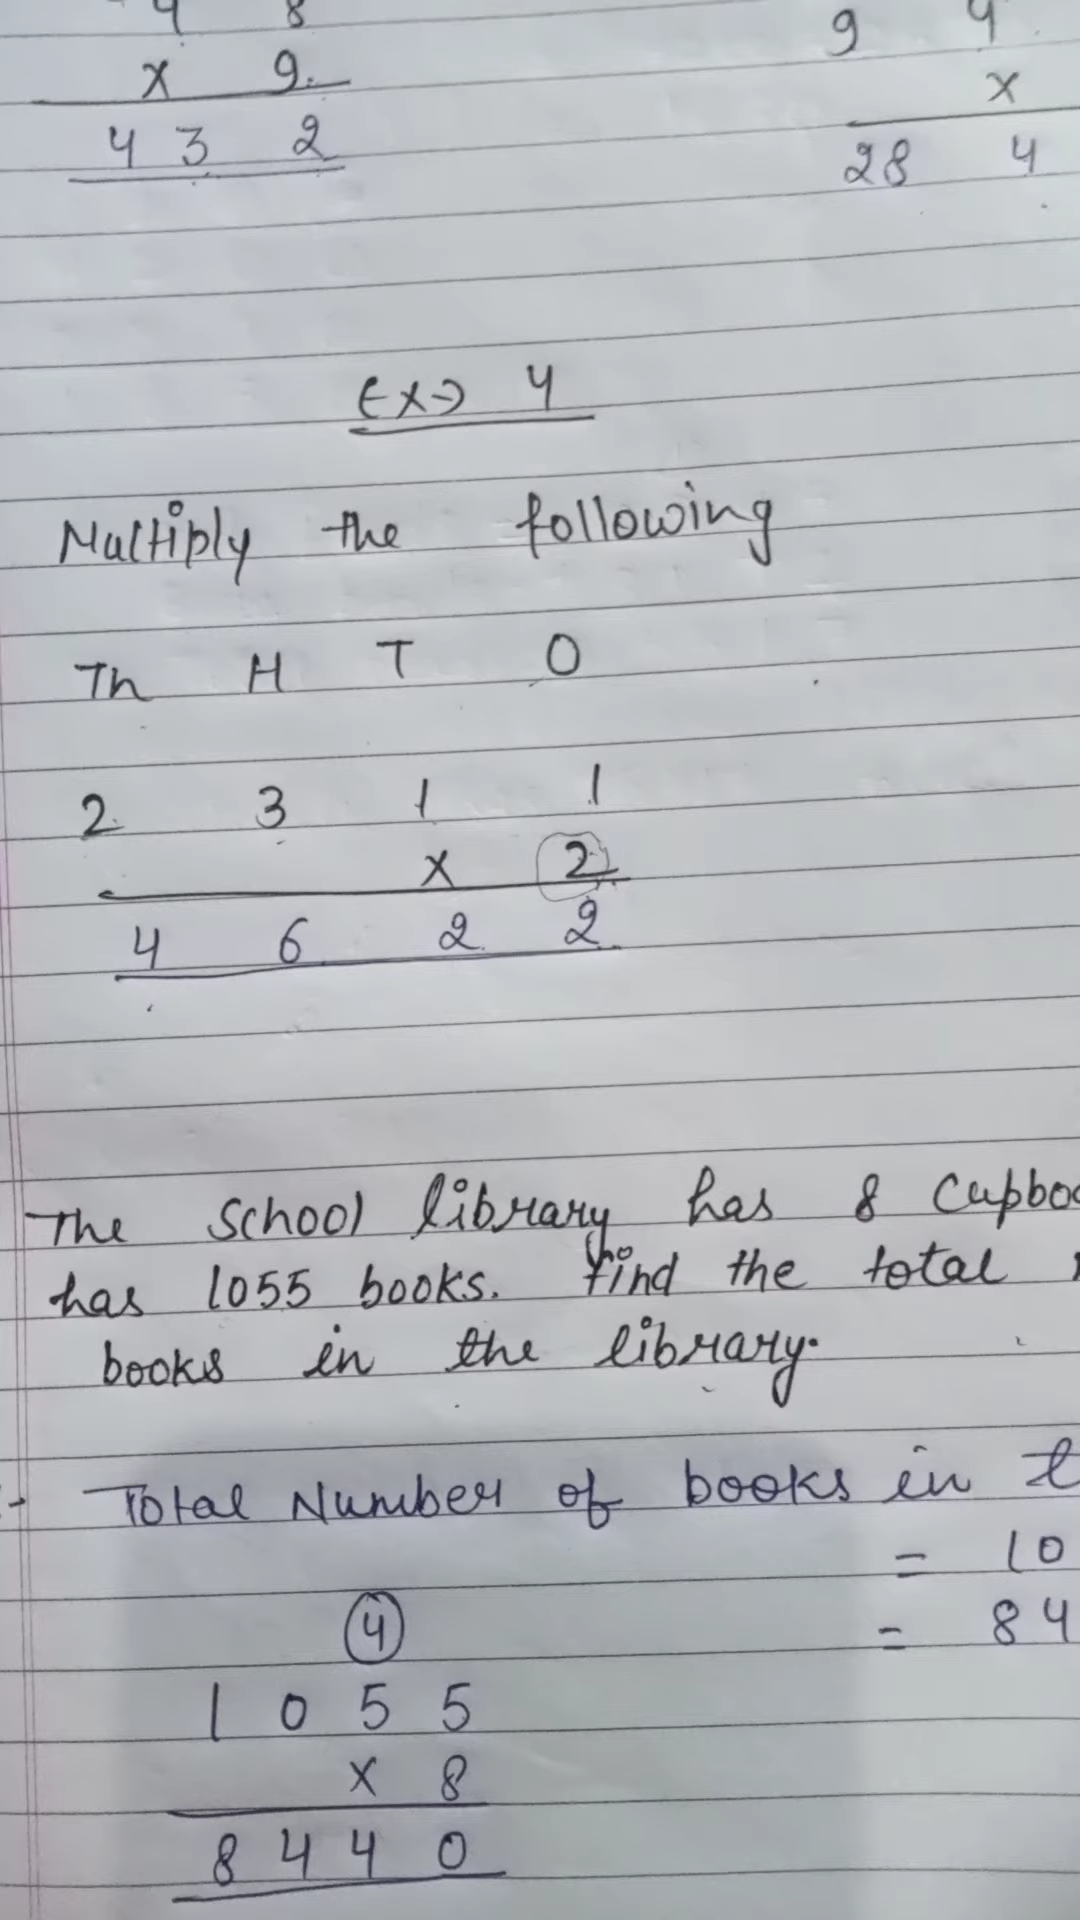 4 8 9 4
x 9 x
4 3 2 28 4
Ex→ 4
Multiply the following
Th H T O
2 3 1 1
x 2
4 6 2 2
The School library has 8 Cupbo
has 1055 books. find the total
books in the library.
Total Number of books in t
= 10
4 = 84
1 0 5 5
x 8
8 4 4 0